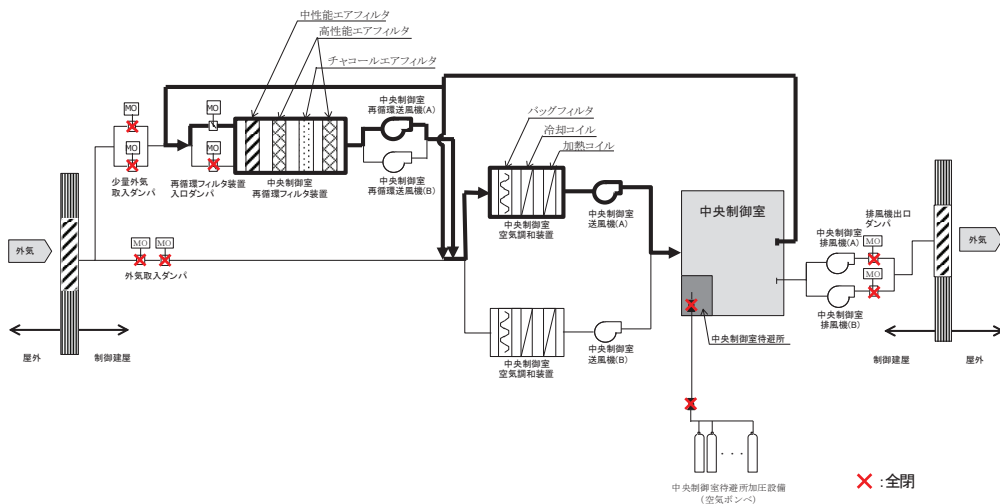 中性能エアフィルタ
高性能エアフィルタ
チャコールエアフィルタ
MO
MO
MO
MO
少量外気
取入ダンパ
再循環フィルタ装置
入口ダンパ
中央制御室
再循環フィルタ装置
中央制御室
再循環送風機(A)
中央制御室
再循環送風機(B)
外気
MO
MO
外気取入ダンパ
屋外
制御建屋
バッグフィルタ
冷却コイル
加熱コイル
中央制御室
空気調和装置
中央制御室
送風機(A)
中央制御室
空気調和装置
中央制御室
送風機(B)
中央制御室
中央制御室待避所
中央制御室
排風機(A)
排風機出口
ダンパ
MO
MO
中央制御室
排風機(B)
外気
制御建屋
屋外
・・・
中央制御室待避所加圧設備
(空気ボンベ)
:全閉